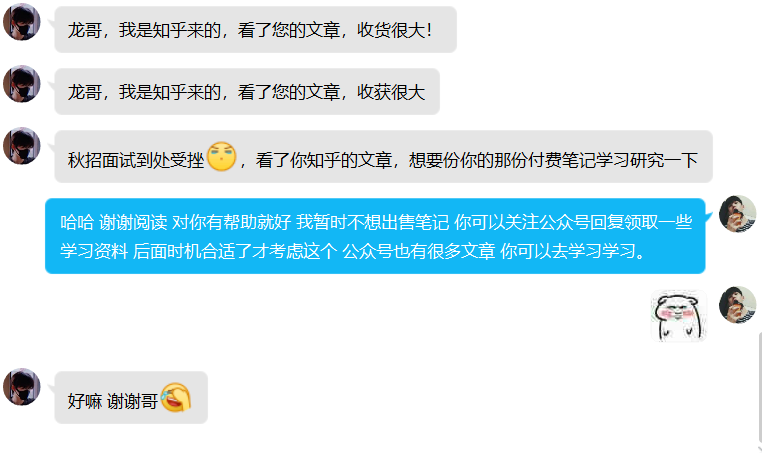 龙哥，我是知乎来的，看了您的文章，收货很大！
龙哥，我是知乎来的，看了您的文章，收获很大
秋招面试到处受挫，看了你知乎的文章，想要份你的那份付费笔记学习研究一下
哈哈 谢谢阅读 对你有帮助就好 我暂时不想出售笔记 你可以关注公众号回复领取一些
学习资料 后面时机合适了才考虑这个 公众号也有很多文章 你可以去学习学习。
好嘛 谢谢哥